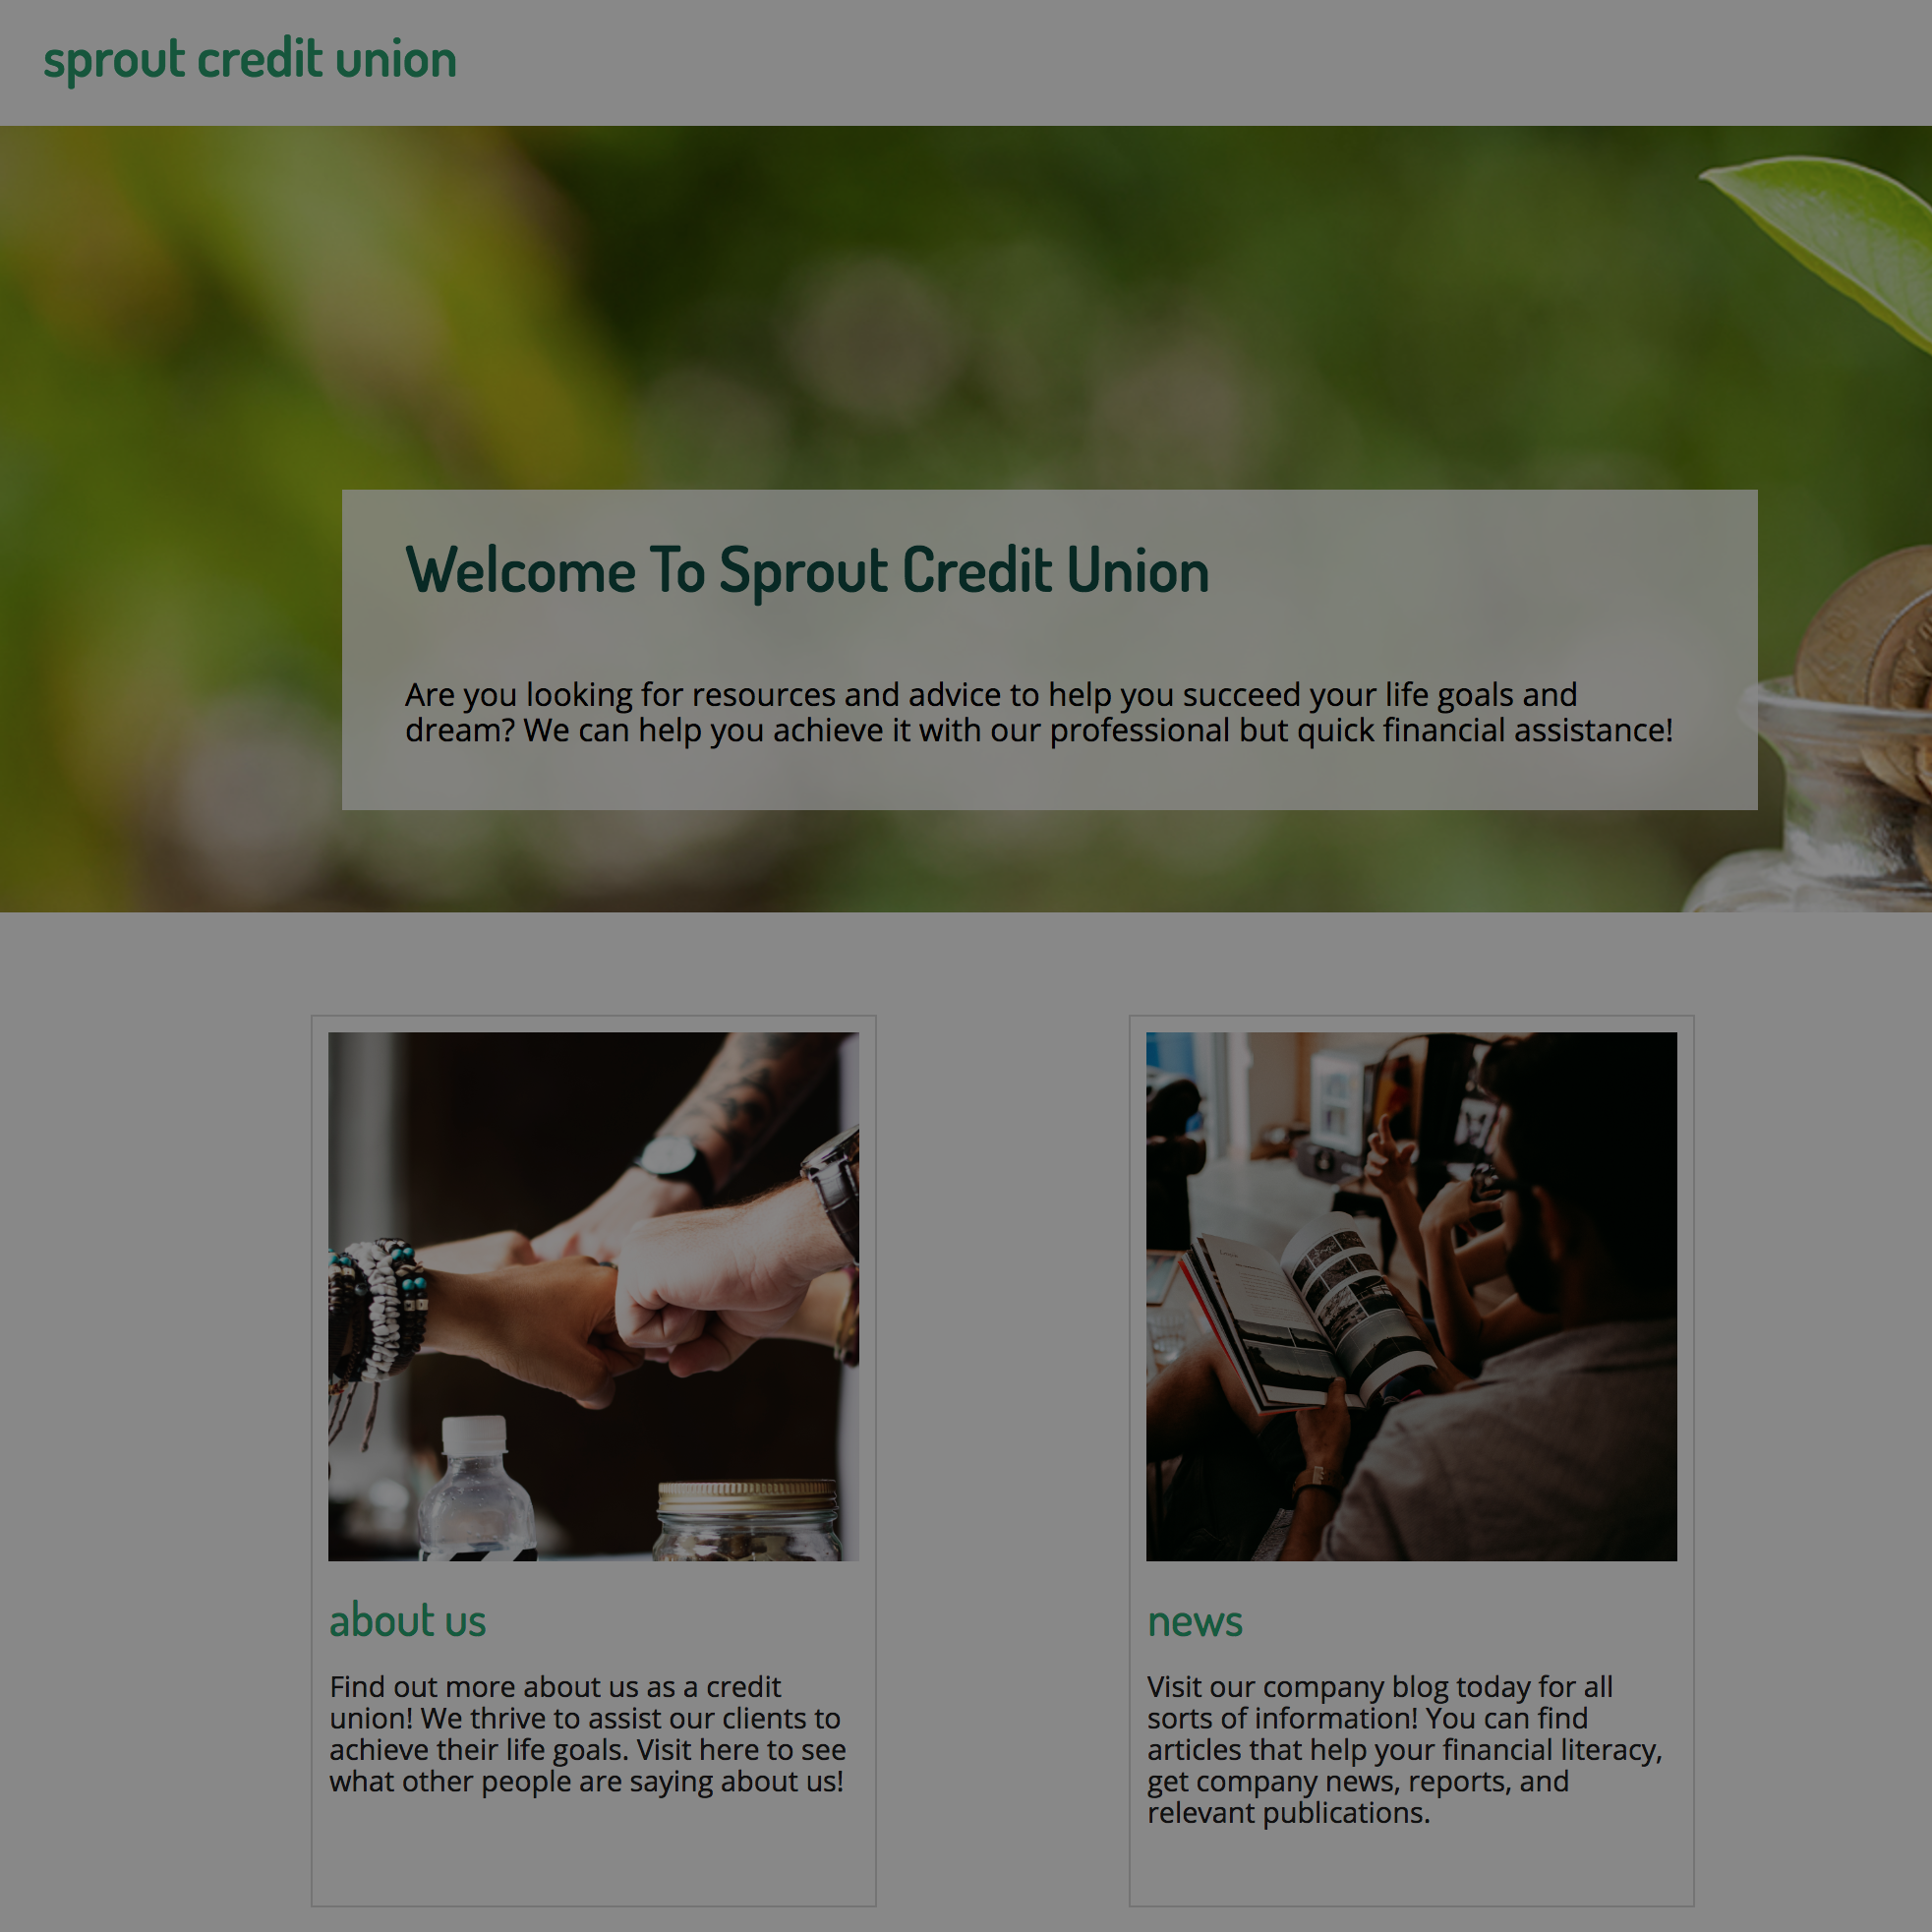 sprout credit union
Welcome To Sprout Credit Union
Are you looking for resources and advice to help you succeed your life goals and
dream? We can help you achieve it with our professional but quick financial assistance!
about us
Find out more about us as a credit
union! We thrive to assist our clients to
achieve their life goals. Visit here to see
what other people are saying about us!
news
Visit our company blog today for all
sorts of information! You can find
articles that help your financial literacy,
get company news, reports, and
relevant publications.